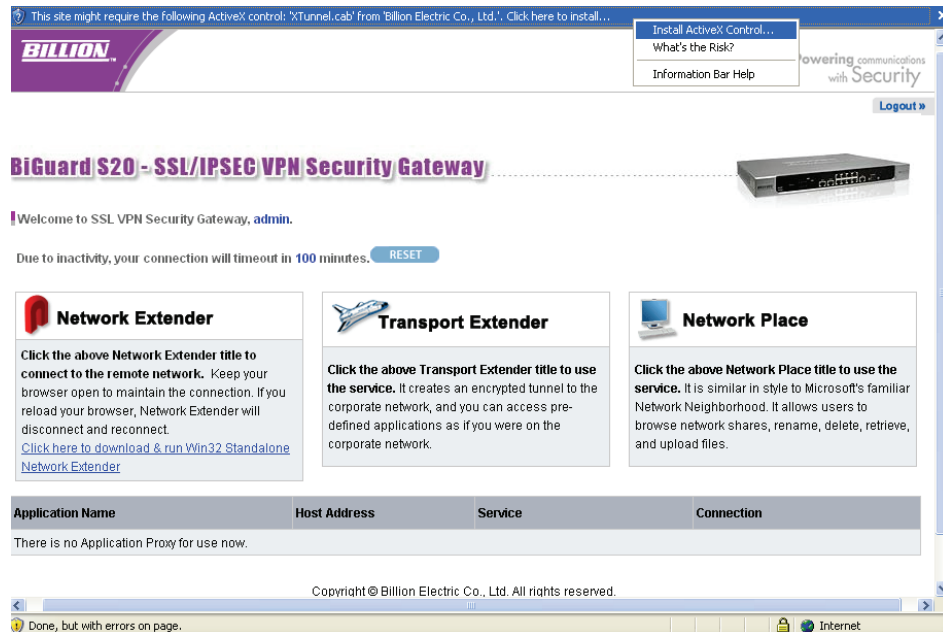 This site might require the following ActiveX control: 'XTunnel.cab' from 'Billion Electric Co., Ltd.'. Click here to install...
Install ActiveX Control...
What's the Risk?
Information Bar Help
BILLION
Powering communications
with Security
Logout »
BiGuard S20 - SSL/IPSEC VPN Security Gateway
Welcome to SSL VPN Security Gateway, admin.
Due to inactivity, your connection will timeout in 100 minutes. RESET
Network Extender
Click the above Network Extender title to
connect to the remote network. Keep your
browser open to maintain the connection. If you
reload your browser, Network Extender will
disconnect and reconnect.
Click here to download & run Win32 Standalone
Network Extender
Transport Extender
Click the above Transport Extender title to use
the service. It creates an encrypted tunnel to the
corporate network, and you can access pre-
defined applications as if you were on the
corporate network.
Network Place
Click the above Network Place title to use the
service. It is similar in style to Microsoft's familiar
Network Neighborhood. It allows users to
browse network shares, rename, delete, retrieve,
and upload files.
Application Name Host Address Service Connection
There is no Application Proxy for use now.
Copyright © Billion Electric Co., Ltd. All rights reserved.
Done, but with errors on page. Internet